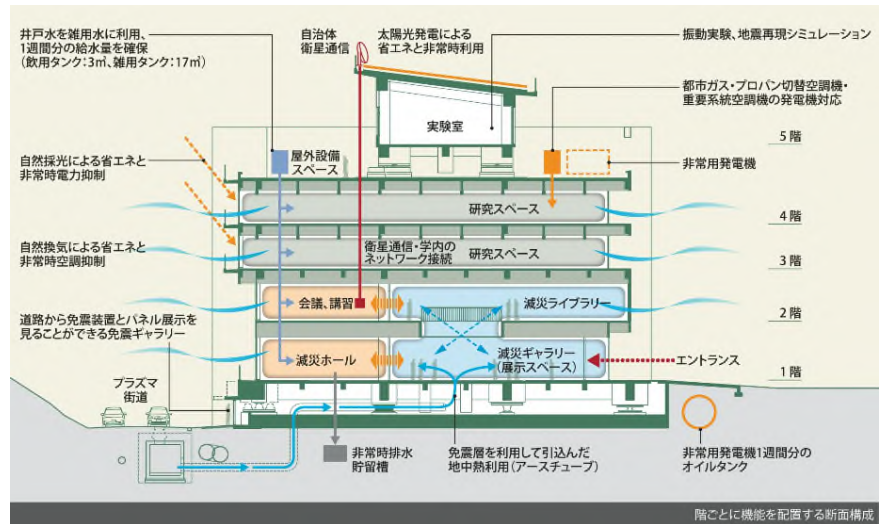 井戸水を雑用水に利用、
1週間分の給水量を確保
(飲用タンク:3㎥、雑用タンク:17㎥)
自治体
衛星通信
太陽光発電による
省エネと非常時利用
振動実験、地震再現シミュレーション
都市ガス・プロパン切替空調機・
重要系統空調機の発電機対応
実験室
5階
屋外設備
スペース
非常用発電機
自然採光による省エネと
非常時電力抑制
研究スペース
4階
自然換気による省エネと
非常時空調抑制
衛星通信・学内の
ネットワーク接続
研究スペース
3階
会議、講習
減災ライブラリー
2階
道路から免震装置とパネル展示を
見ることができる免震ギャラリー
減災ホール
減災ギャラリー
(展示スペース)
エントランス
1階
プラズマ
街道
非常時排水
貯留槽
免震層を利用して引込んだ
地中熱利用(アースチューブ)
非常用発電機1週間分の
オイルタンク
階ごとに機能を配置する断面構成